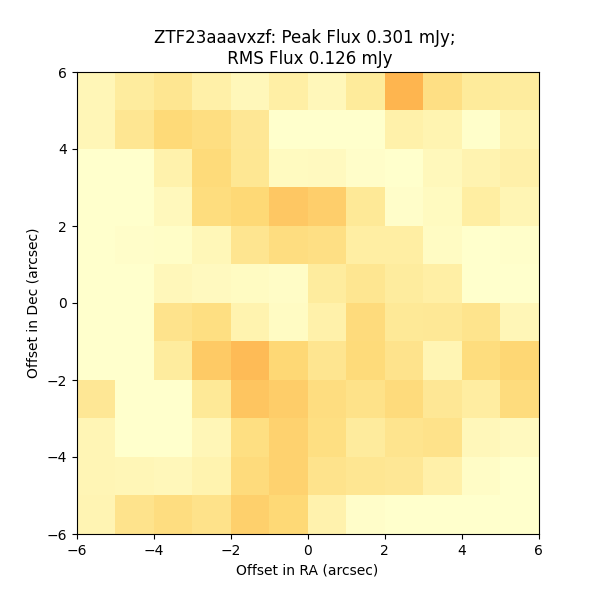 ZTF23aaavxzf: Peak Flux 0.301 mJy;
RMS Flux 0.126 mJy
6
4
2
0
−2
−4
−6
Offset in Dec (arcsec)
−6 −4 −2 0 2 4 6
Offset in RA (arcsec)